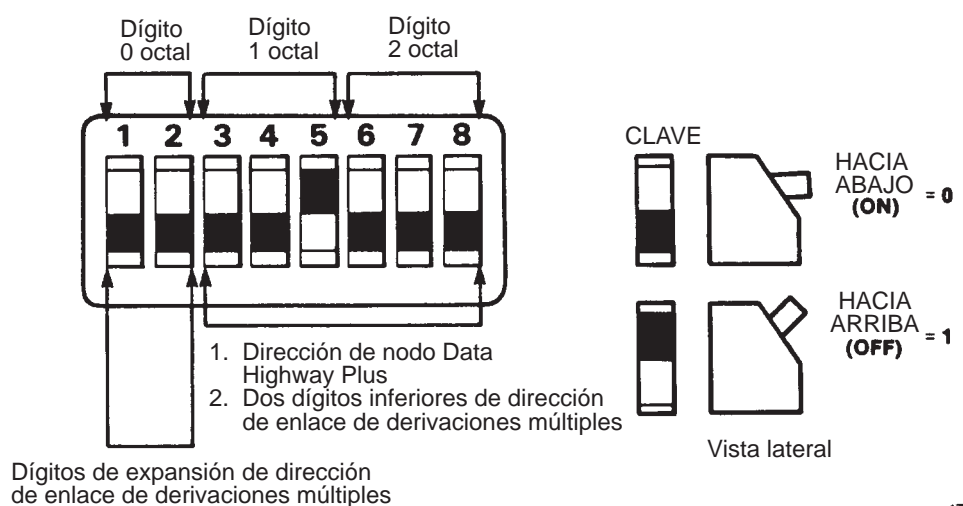 Dígito
0 octal
Dígito
1 octal
Dígito
2 octal
1 2 3 4 5 6 7 8
CLAVE
HACIA
ABAJO
(ON)
= 0
HACIA
ARRIBA
(OFF)
= 1
Vista lateral
1. Dirección de nodo Data
Highway Plus
2. Dos dígitos inferiores de dirección
de enlace de derivaciones múltiples
Dígitos de expansión de dirección
de enlace de derivaciones múltiples